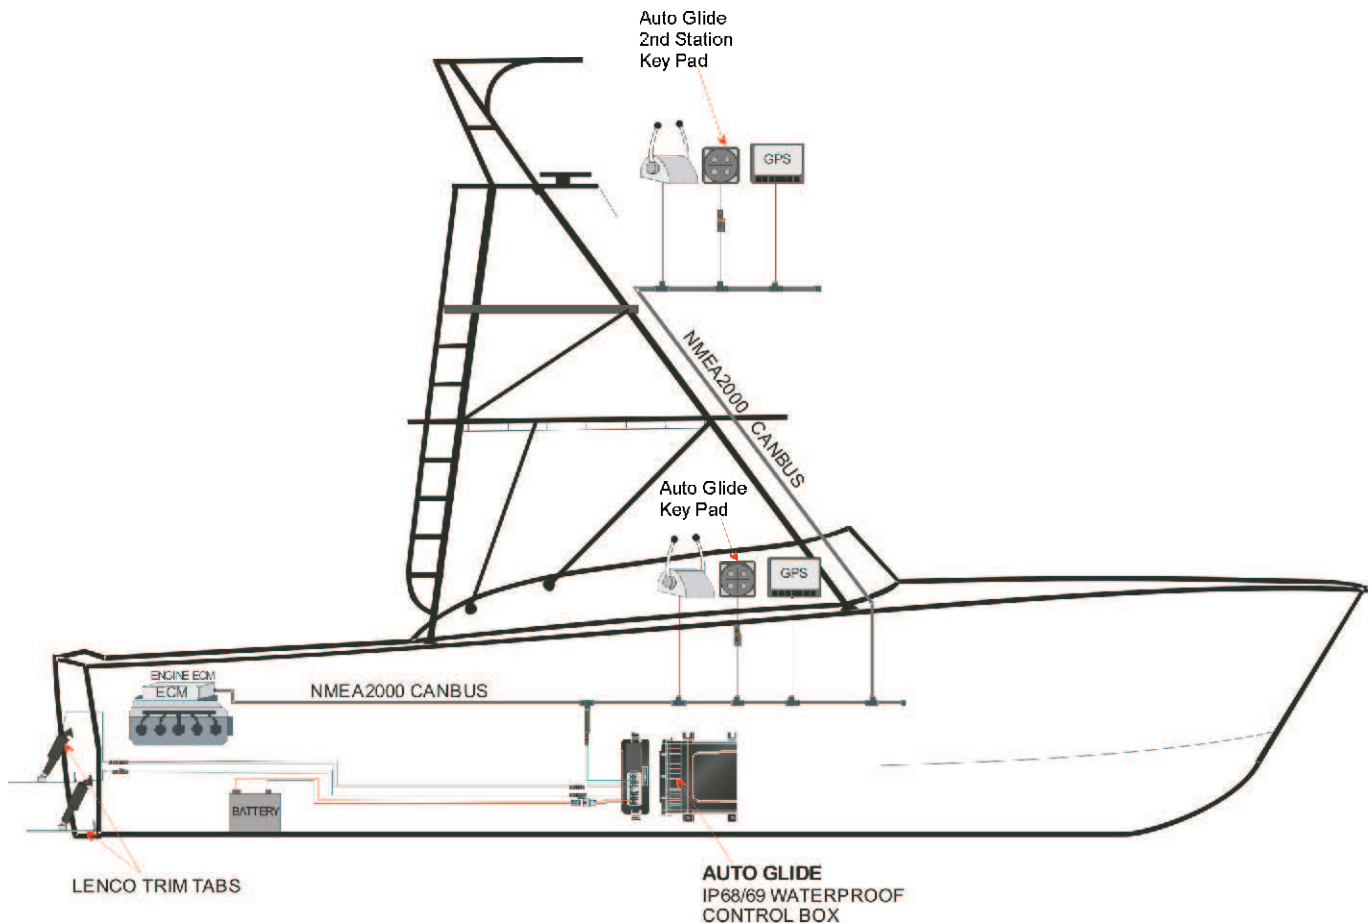 Auto Glide
2nd Station
Key Pad
GPS
NMEA2000 CANBUS
Auto Glide
Key Pad
GPS
ENGINE ECM
ECM
NMEA2000 CANBUS
BATTERY
LENCO TRIM TABS
AUTO GLIDE
IP68/69 WATERPROOF
CONTROL BOX